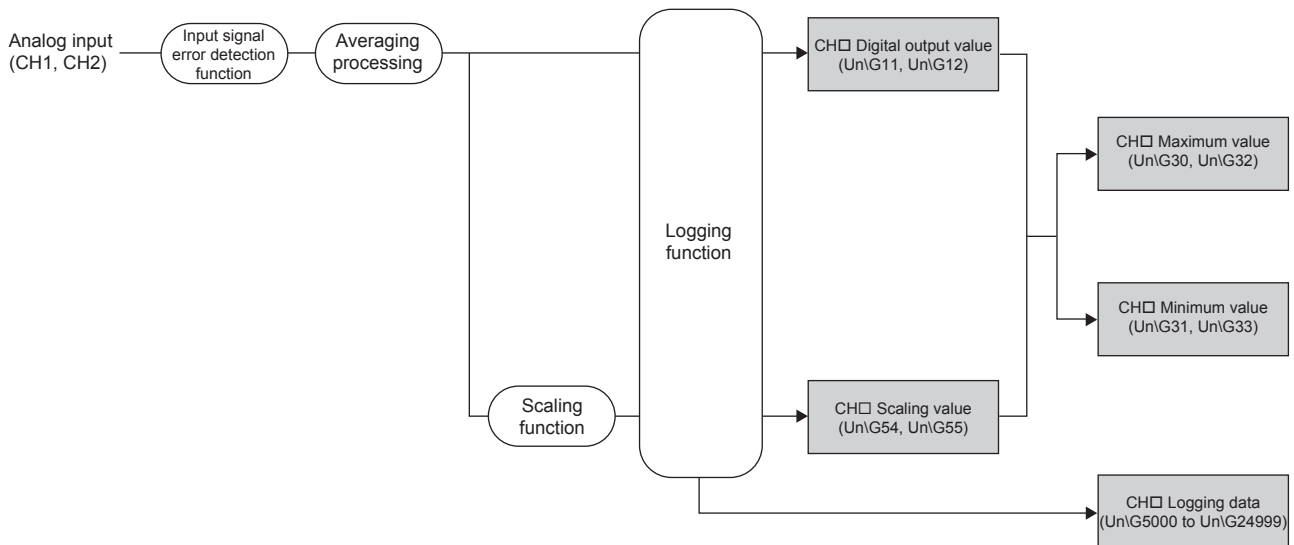 Analog input
(CH1, CH2)
Input signal
error detection
function
Averaging
processing
Scaling
function
Logging
function
CH□ Digital output value
(Un\G11, Un\G12)
CH□ Scaling value
(Un\G54, Un\G55)
CH□ Maximum value
(Un\G30, Un\G32)
CH□ Minimum value
(Un\G31, Un\G33)
CH□ Logging data
(Un\G5000 to Un\G24999)